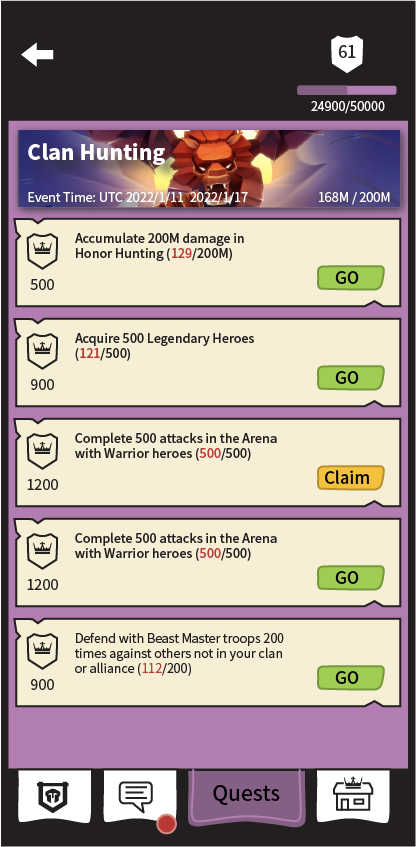 61
24900/50000
Clan Hunting
Event Time: UTC 2022/1/11 2022/1/17
168M / 200M
Accumulate 200M damage in
Honor Hunting (129/200M)
500
GO
Acquire 500 Legendary Heroes
(121/500)
900
GO
Complete 500 attacks in the Arena
with Warrior heroes (500/500)
1200
Claim
Complete 500 attacks in the Arena
with Warrior heroes (500/500)
1200
GO
Defend with Beast Master troops 200
times against others not in your clan
or alliance (112/200)
900
GO
Quests